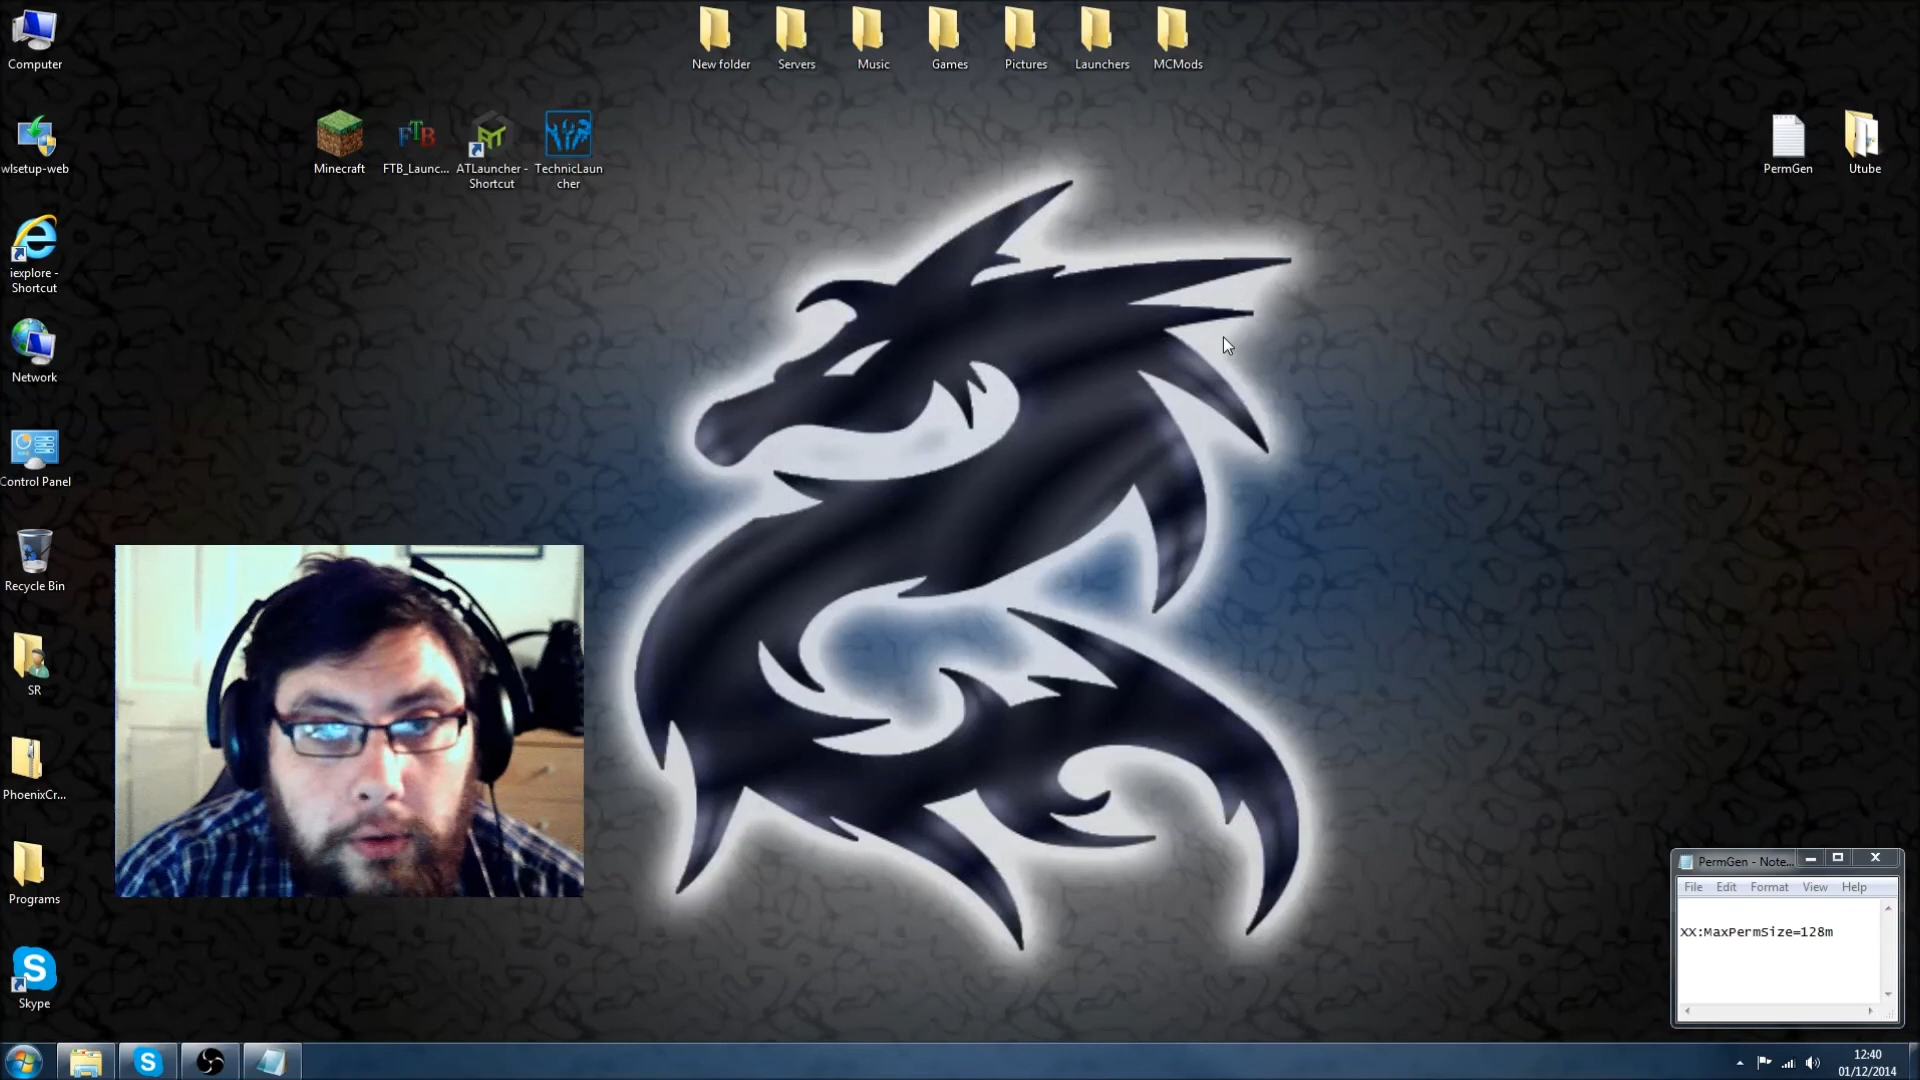 New folder
Servers
Music
Games
Pictures
Launchers
MCMods
Computer
wlsetup-web
iexplore -
Shortcut
Network
Control Panel
Recycle Bin
SR
PhoenixCr...
Programs
Skype
Minecraft
FTB
FTB_Launc...
ATLauncher -
Shortcut
TechnicLaun
cher
PermGen
Utube
PermGen - Note...
File Edit Format View Help
XX:MaxPermSize=128m
12:40
01/12/2014